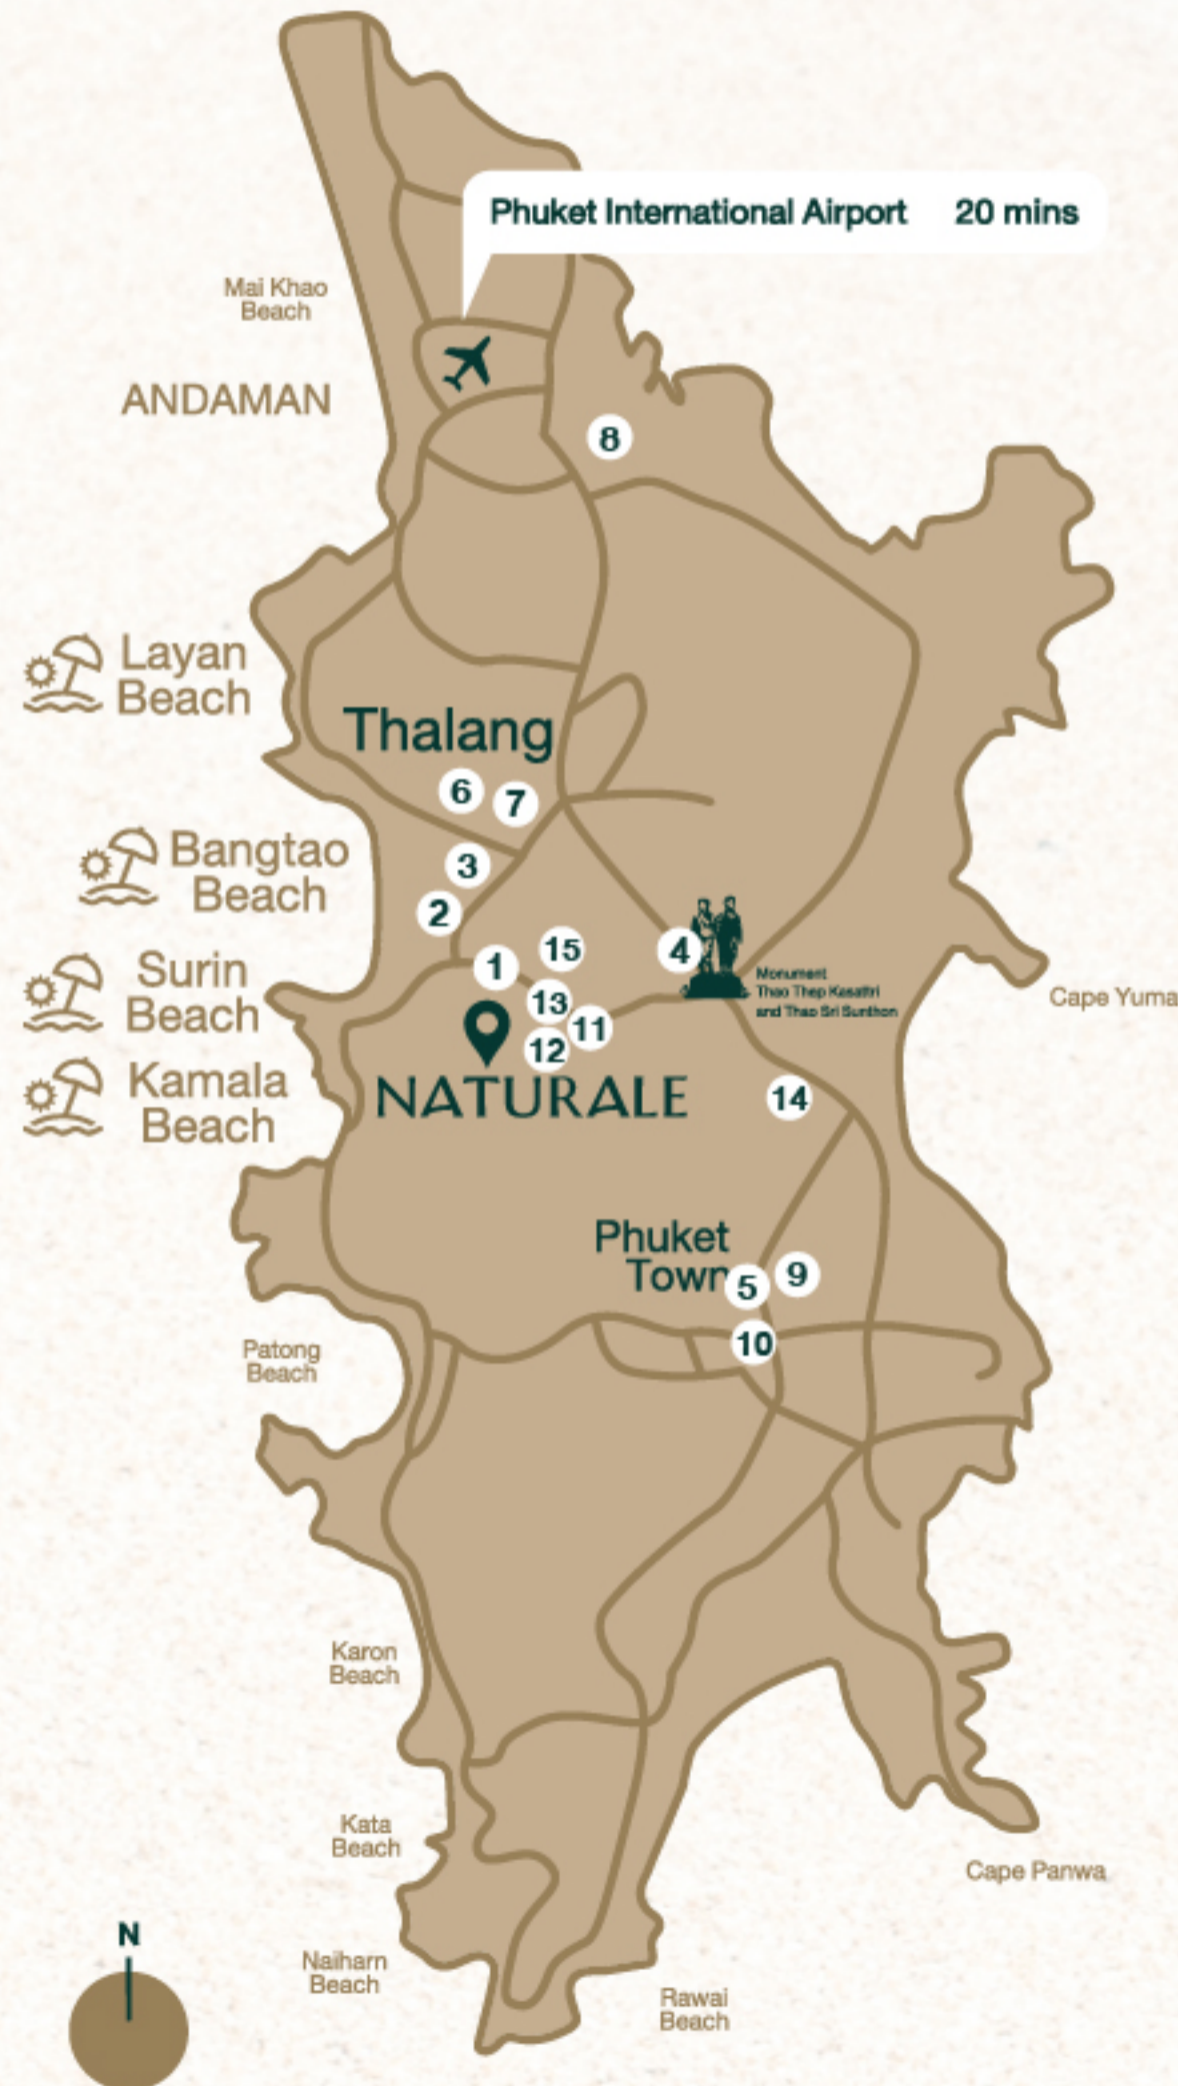 Phuket International Airport 20 mins
Mai Khao
Beach
ANDAMAN
8
Layan
Beach
Thalang
6
7
Bangtao
Beach
3
2
Surin
Beach
1
15
4
Monument
Thao Thep Kasattri
and Thao Sri Sunthon
Cape Yuma
13
11
12
Kamala
Beach
NATURALE
14
Phuket
Town
5
9
10
Patong
Beach
Karon
Beach
Kata
Beach
Cape Panwa
N
Naiharn
Beach
Rawai
Beach